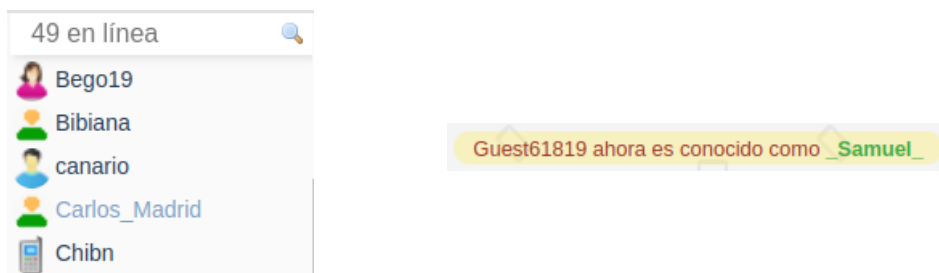 49 en línea
Bego19
Bibiana
canario
Carlos_Madrid
Chibn
Guest61819 ahora es conocido como _Samuel_